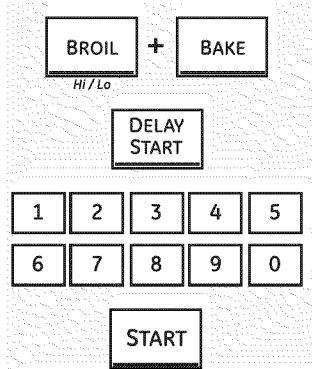 BROIL + BAKE
Hi / Lo
DELAY
START
1 2 3 4 5
6 7 8 9 0
START